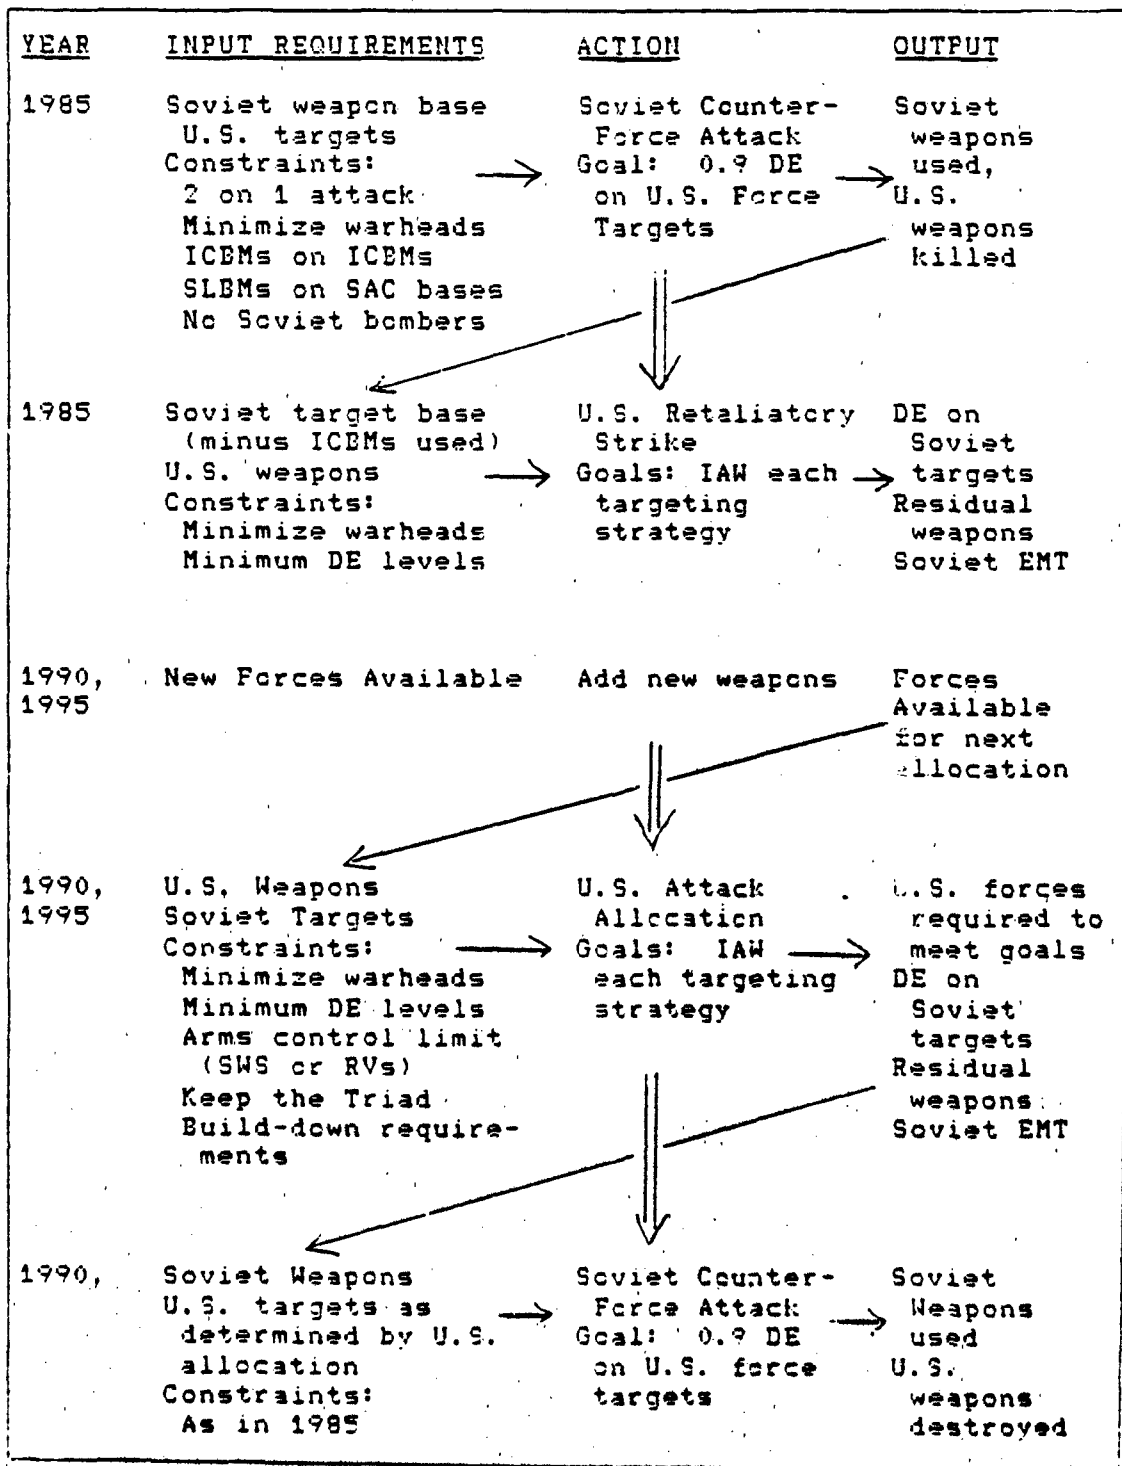 YEAR INPUT REQUIREMENTS ACTION OUTPUT
1985 Soviet weapon base Soviet Counter- Soviet
U.S. targets Force Attack weapons
Constraints: Goal: 0.9 DE used,
2 on 1 attack on U.S. Force U.S.
Minimize warheads Targets weapons
ICBMs on ICBMs killed
SLBMs on SAC bases
No Soviet bombers
1985 Soviet target base U.S. Retaliatory DE on
(minus ICBMs used) Strike Soviet
U.S. weapons Goals: IAW each targets
Constraints: targeting Residual
Minimize warheads strategy weapons
Minimum DE levels Soviet EMT
1990, New Forces Available Add new weapons Forces
1995 Available
for next
allocation
1990, U.S. Weapons U.S. Attack U.S. forces
1995 Soviet Targets Allocation required to
Constraints: Goals: IAW meet goals
Minimize warheads each targeting DE on
Minimum DE levels strategy Soviet
Arms control limit targets
(SWS or RVs) Residual
Keep the Triad weapons
Build-down require- Soviet EMT
ments
1990, Soviet Weapons Soviet Counter- Soviet
U.S. targets as Force Attack Weapons
determined by U.S. Goal: 0.9 DE used
allocation on U.S. force U.S.
Constraints: targets weapons
As in 1985 destroyed